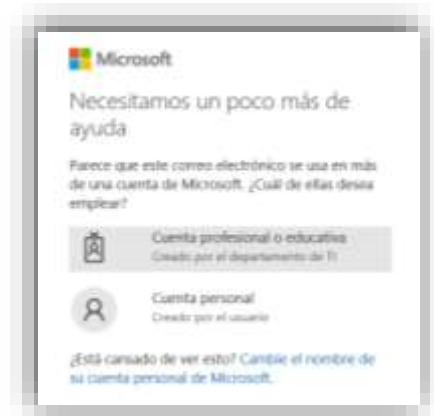 Microsoft
Necesitamos un poco más de
ayuda
Parece que este correo electrónico se usa en más
de una cuenta de Microsoft. ¿Cuál de ellas desea
emplear?
Cuenta profesional o educativa
Creado por el departamento de TI
Cuenta personal
Creado por el usuario
¿Está cansado de ver esto? Cambie el nombre de
su cuenta personal de Microsoft.